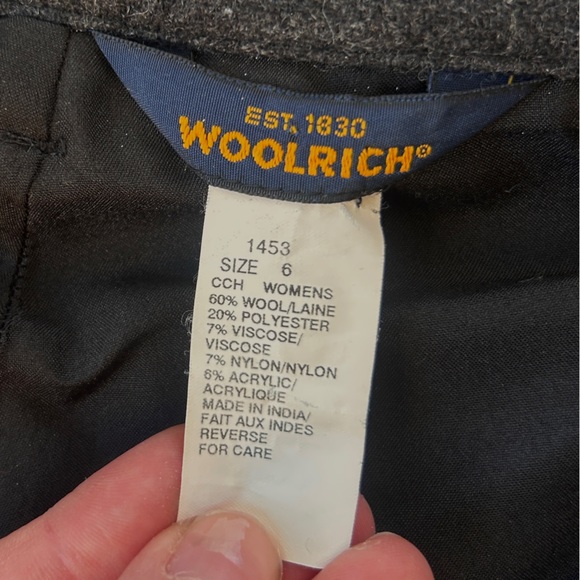 EST. 1830
WOOLRICH®
1453
SIZE 6
CCH WOMENS
60% WOOL/LAINE
20% POLYESTER
7% VISCOSE/
VISCOSE
7% NYLON/NYLON
6% ACRYLIC/
ACRYLIQUE
MADE IN INDIA/
FAIT AUX INDES
REVERSE
FOR CARE